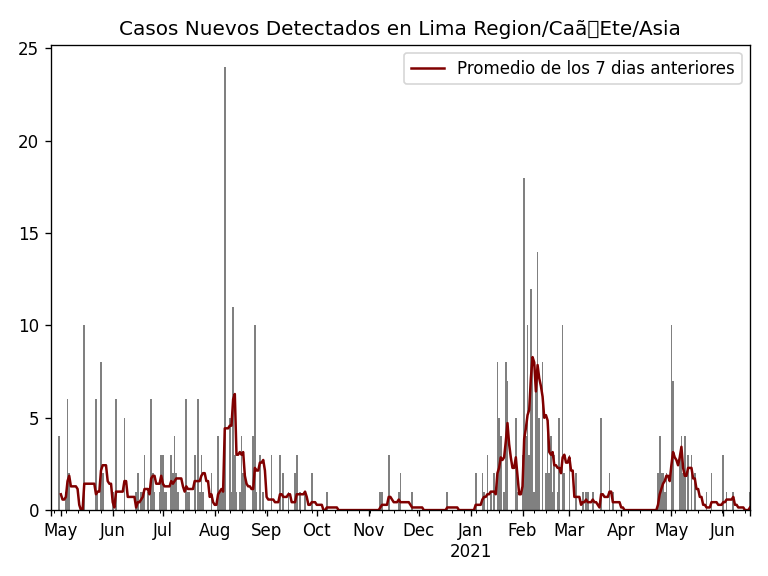 Casos Nuevos Detectados en Lima Region/Caã▯Ete/Asia
Promedio de los 7 dias anteriores
25
20
15
10
5
0
May Jun Jul Aug Sep Oct Nov Dec Jan Feb Mar Apr May Jun
2021